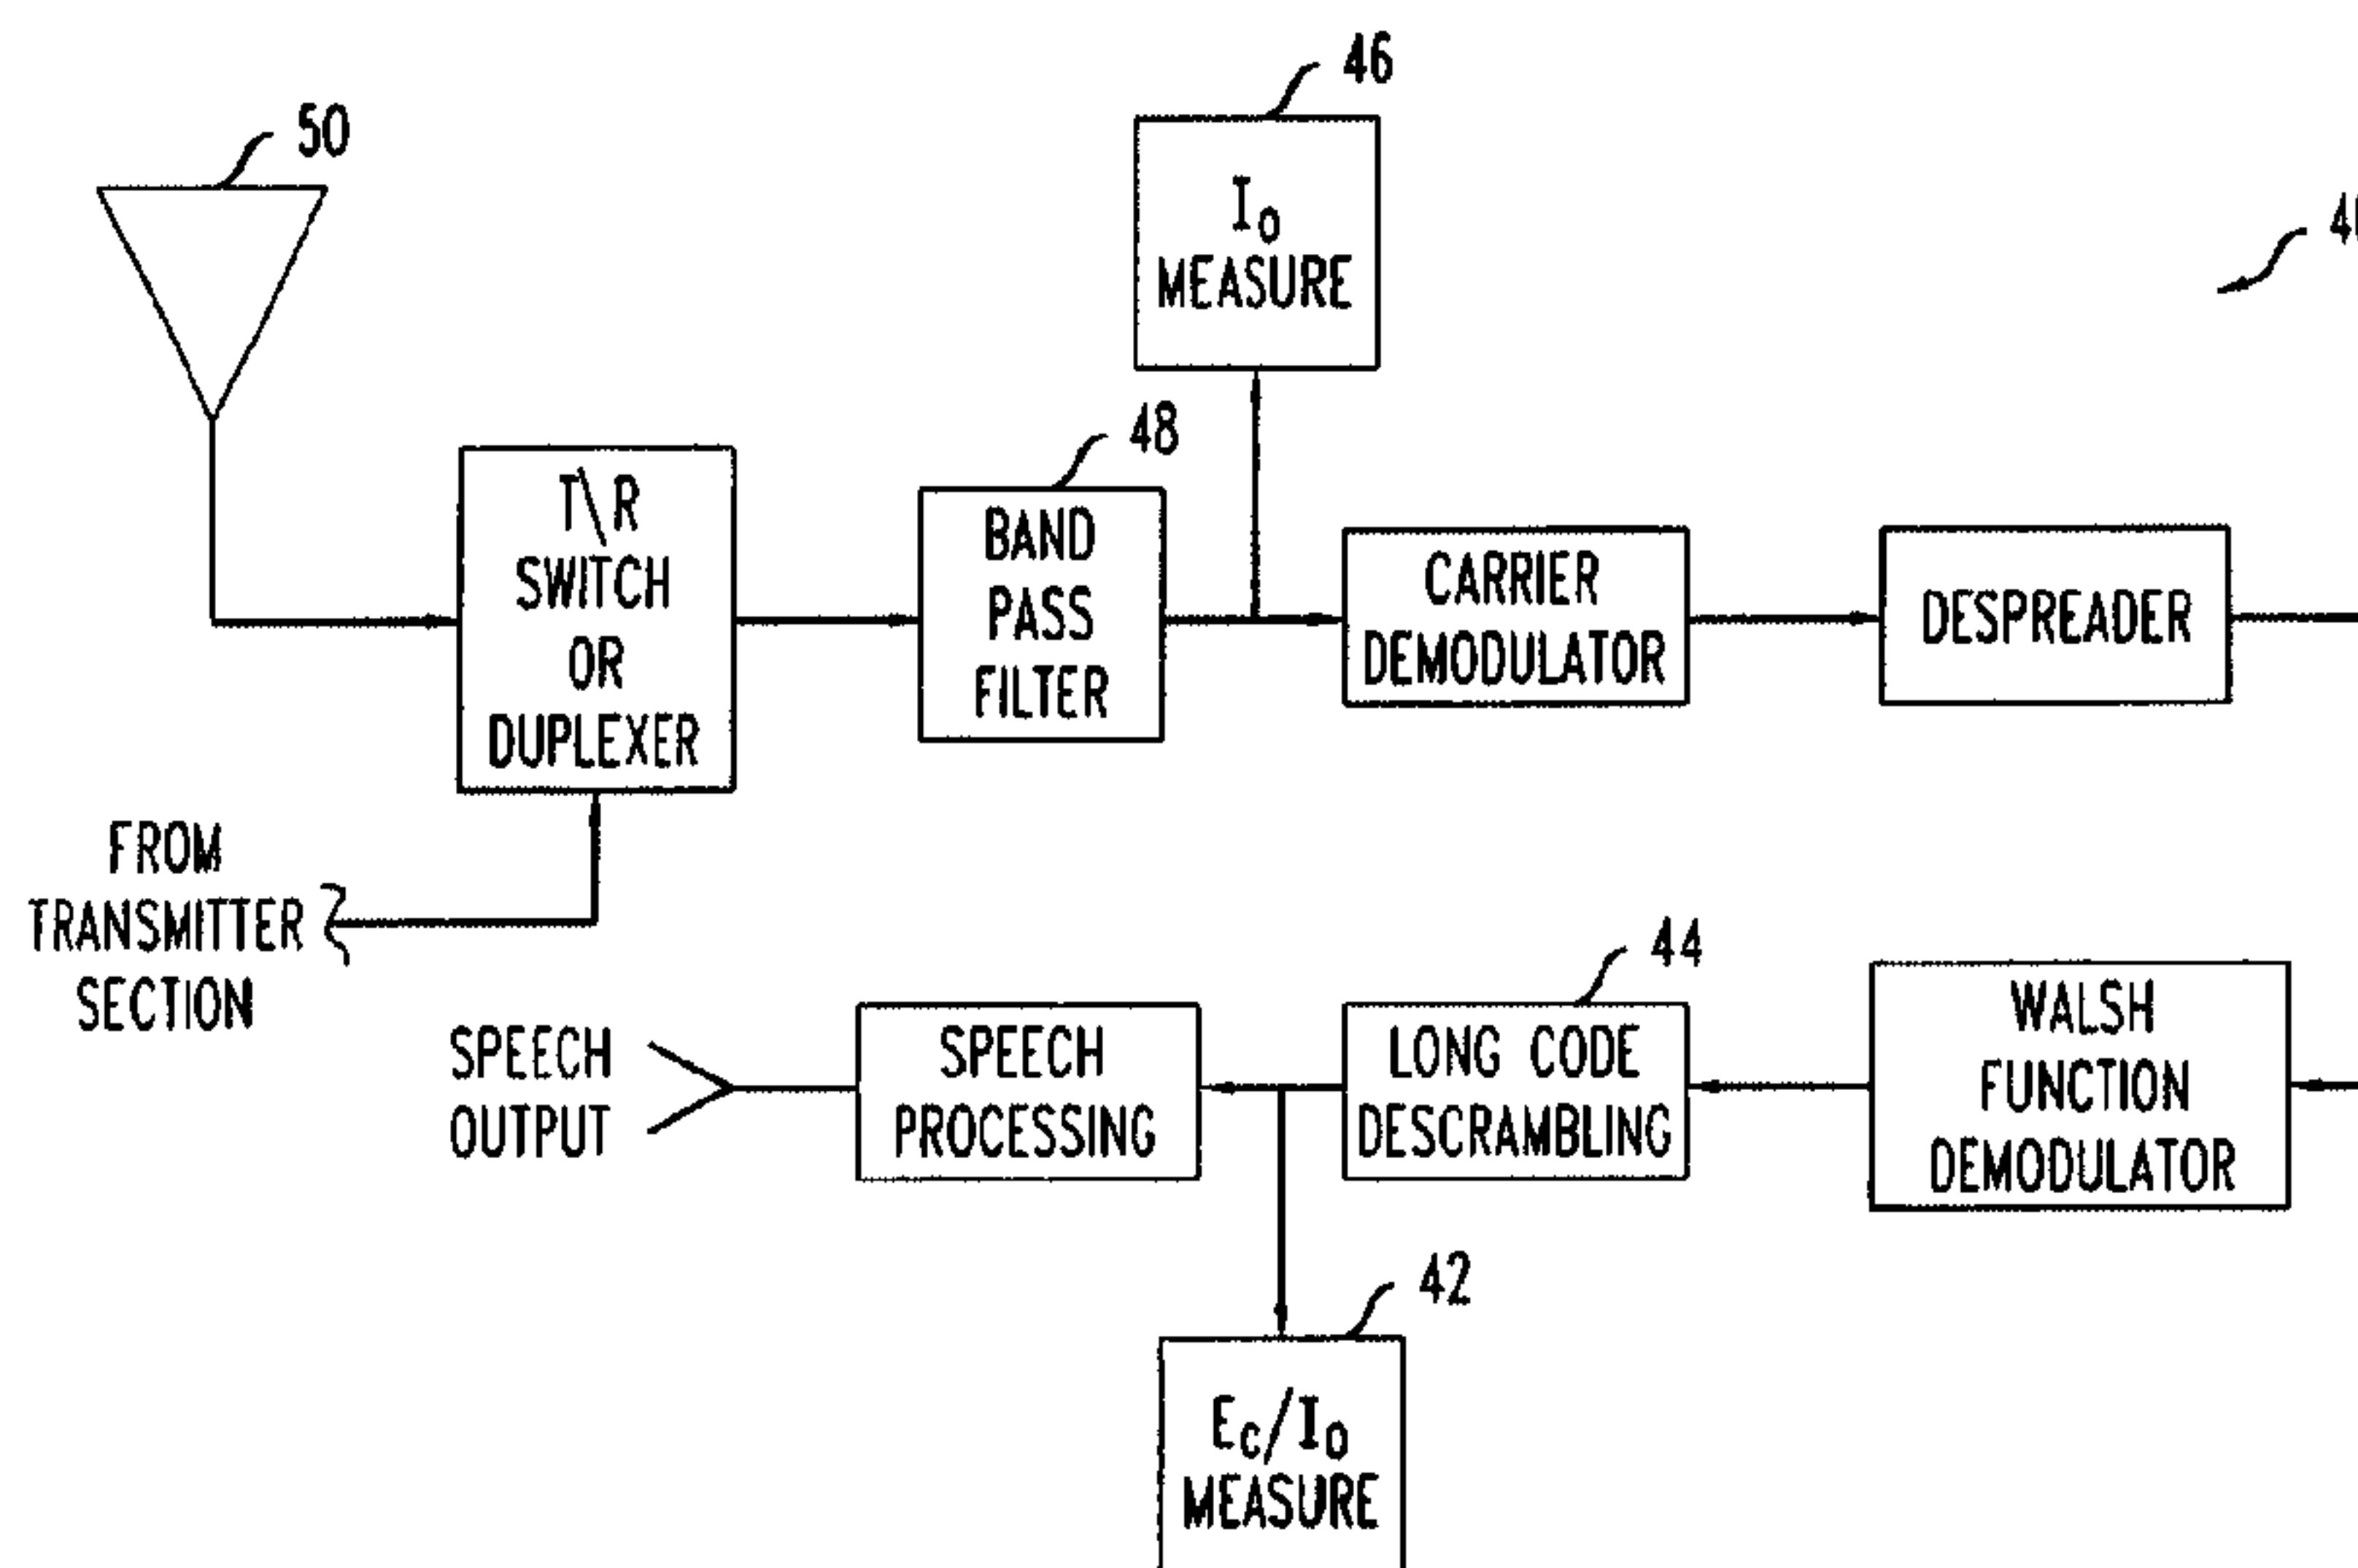 46
50
I₀
MEASURE
48
T\R
SWITCH
OR
DUPLEXER
BAND
PASS
FILTER
CARRIER
DEMODULATOR
DESPREADER
FROM
TRANSMITTER
SECTION
44
SPEECH
OUTPUT
SPEECH
PROCESSING
LONG CODE
DESCRAMBLING
WALSH
FUNCTION
DEMODULATOR
42
Ec/I₀
MEASURE